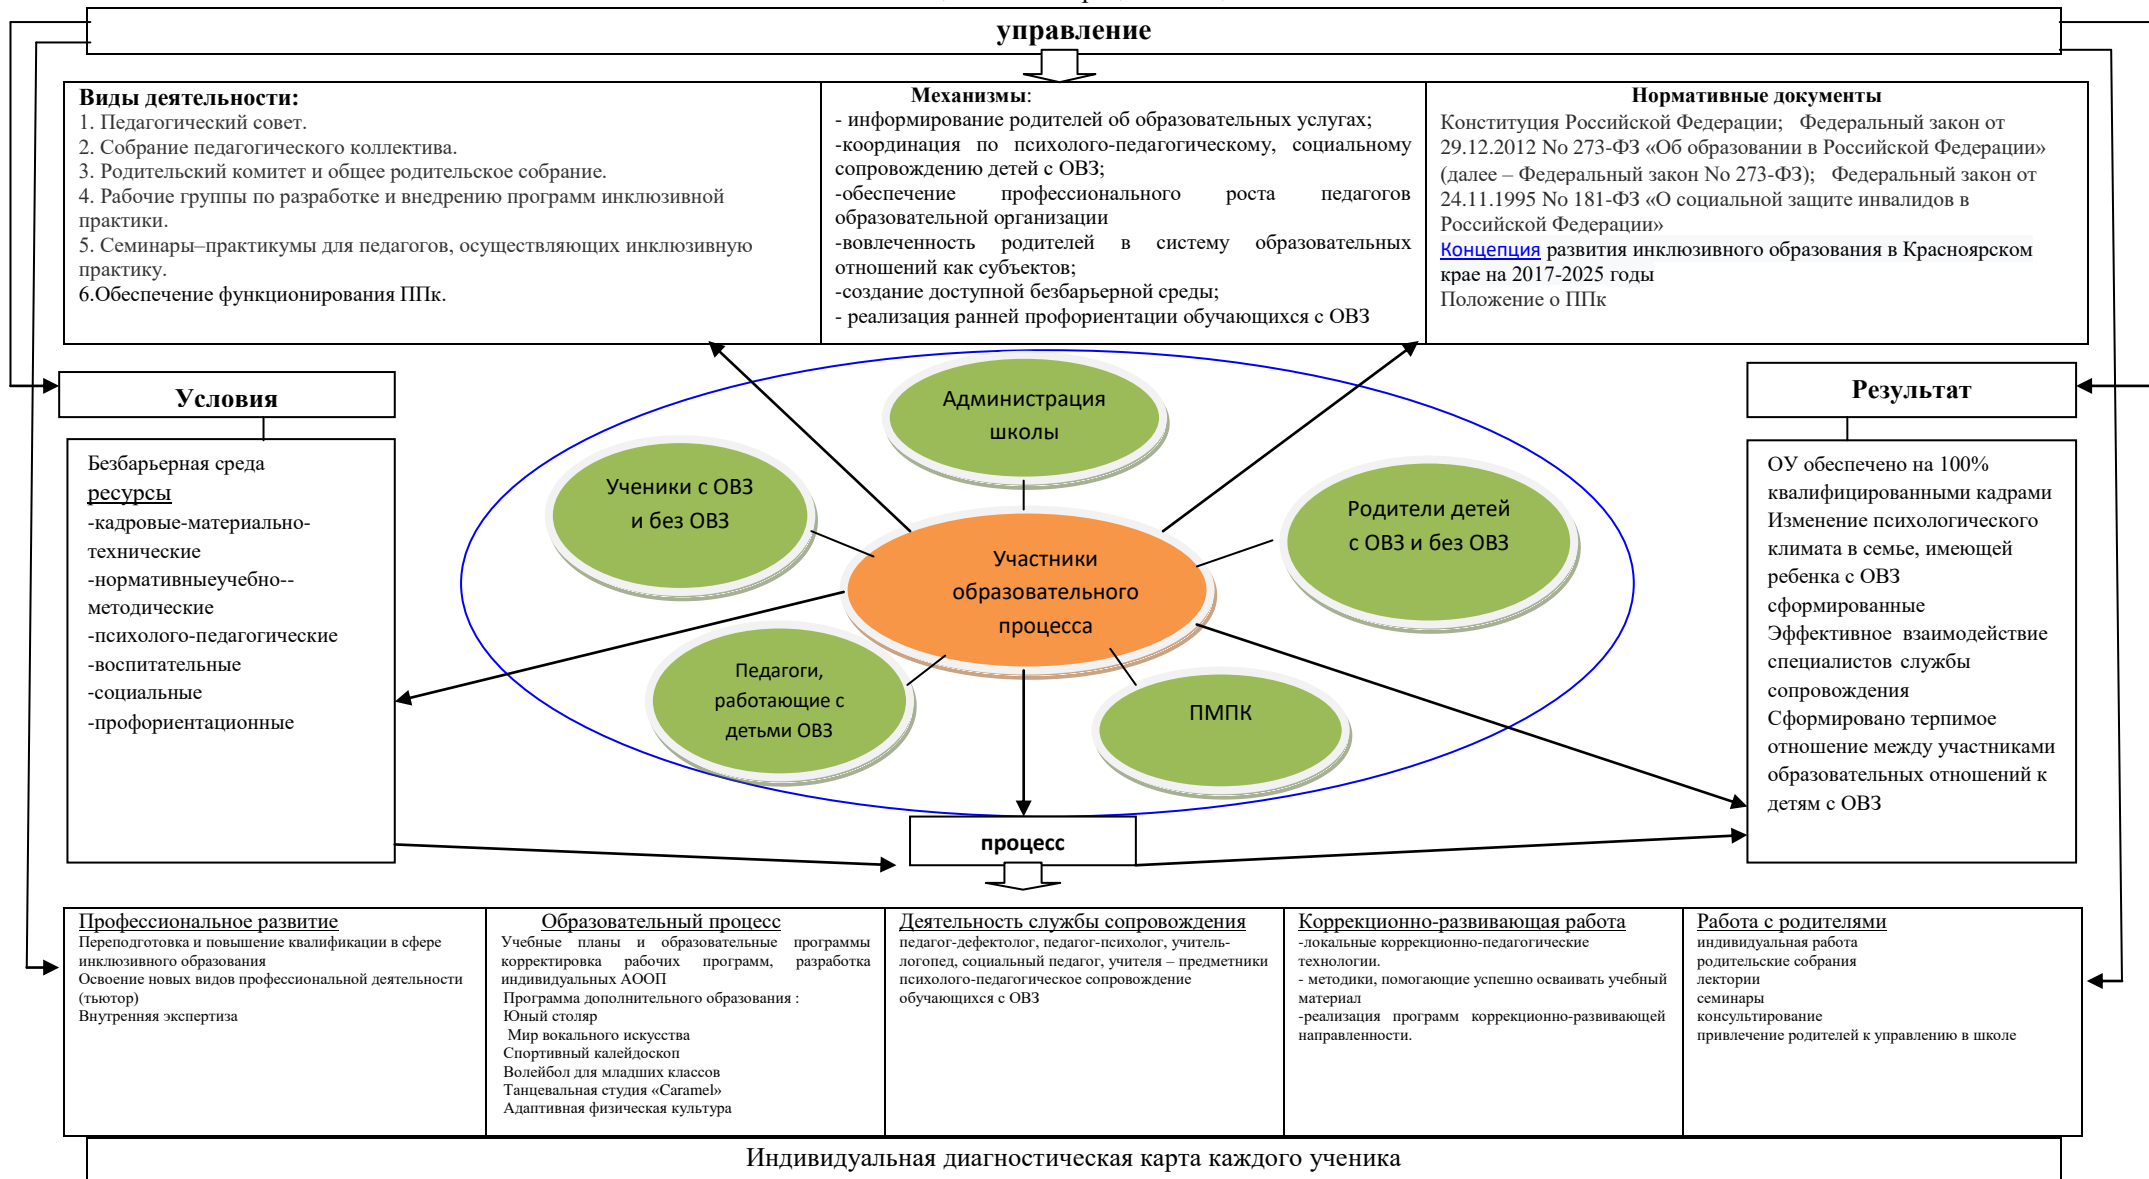 управление
Виды деятельности:
1. Педагогический совет.
2. Собрание педагогического коллектива.
3. Родительский комитет и общее родительское собрание.
4. Рабочие группы по разработке и внедрению программ инклюзивной
практики.
5. Семинары–практикумы для педагогов, осуществляющих инклюзивную
практику.
6.Обеспечение функционирования ППк.
Механизмы:
- информирование родителей об образовательных услугах;
-координация по психолого-педагогическому, социальному
сопровождению детей с ОВЗ;
-обеспечение профессионального роста педагогов
образовательной организации
-вовлеченность родителей в систему образовательных
отношений как субъектов;
-создание доступной безбарьерной среды;
- реализация ранней профориентации обучающихся с ОВЗ
Нормативные документы
Конституция Российской Федерации; Федеральный закон от
29.12.2012 No 273-ФЗ «Об образовании в Российской Федерации»
(далее – Федеральный закон No 273-ФЗ); Федеральный закон от
24.11.1995 No 181-ФЗ «О социальной защите инвалидов в
Российской Федерации»
Концепция развития инклюзивного образования в Красноярском
крае на 2017-2025 годы
Положение о ППк
Условия
Безбарьерная среда
ресурсы
-кадровые-материально-
технические
-нормативныеучебно--
методические
-психолого-педагогические
-воспитательные
-социальные
-профориентационные
Администрация
школы
Ученики с ОВЗ
и без ОВЗ
Родители детей
с ОВЗ и без ОВЗ
Участники
образовательного
процесса
Педагоги,
работающие с
детьми ОВЗ
ПМПК
Результат
ОУ обеспечено на 100%
квалифицированными кадрами
Изменение психологического
климата в семье, имеющей
ребенка с ОВЗ
сформированные
Эффективное взаимодействие
специалистов службы
сопровождения
Сформировано терпимое
отношение между участниками
образовательных отношений к
детям с ОВЗ
процесс
Профессиональное развитие
Переподготовка и повышение квалификации в сфере
инклюзивного образования
Освоение новых видов профессиональной деятельности
(тьютор)
Внутренняя экспертиза
Образовательный процесс
Учебные планы и образовательные программы
корректировка рабочих программ, разработка
индивидуальных АООП
Программа дополнительного образования :
Юный столяр
Мир вокального искусства
Спортивный калейдоскоп
Волейбол для младших классов
Танцевальная студия «Caramel»
Адаптивная физическая культура
Деятельность службы сопровождения
педагог-дефектолог, педагог-психолог, учитель-
логопед, социальный педагог, учителя – предметники
психолого-педагогическое сопровождение
обучающихся с ОВЗ
Коррекционно-развивающая работа
-локальные коррекционно-педагогические
технологии.
- методики, помогающие успешно осваивать учебный
материал
-реализация программ коррекционно-развивающей
направленности.
Работа с родителями
индивидуальная работа
родительские собрания
лектории
семинары
консультирование
привлечение родителей к управлению в школе
Индивидуальная диагностическая карта каждого ученика